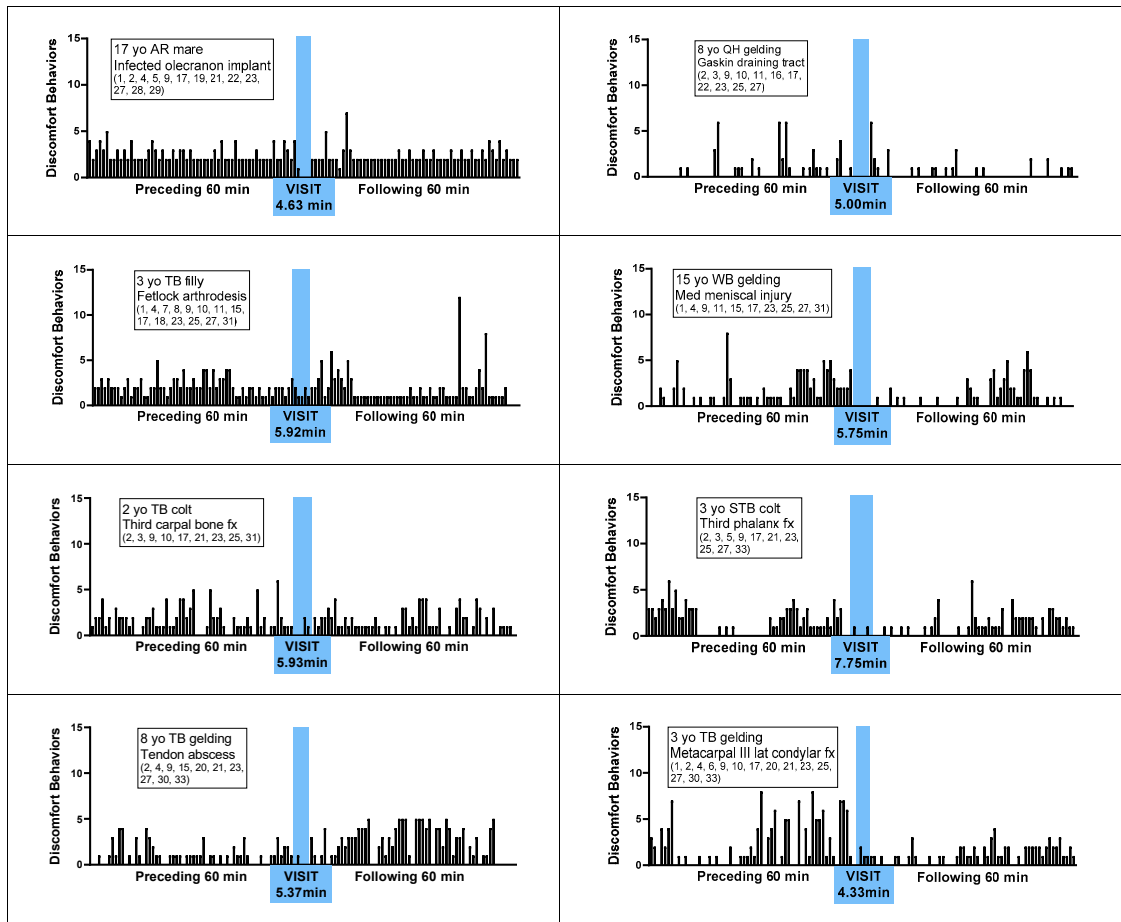 15
10
5
0
Discomfort Behaviors
17 yo AR mare
Infected olecranon implant
(1, 2, 4, 5, 9, 17, 19, 21, 22, 23,
27, 28, 29)
Preceding 60 min
VISIT
4.63 min
Following 60 min
15
10
5
0
Discomfort Behaviors
8 yo QH gelding
Gaskin draining tract
(2, 3, 9, 10, 11, 16, 17,
22, 23, 25, 27)
Preceding 60 min
VISIT
5.00min
Following 60 min
15
10
5
0
Discomfort Behaviors
3 yo TB filly
Fetlock arthrodesis
(1, 4, 7, 8, 9, 10, 11, 15,
17, 18, 23, 25, 27, 31)
Preceding 60 min
VISIT
5.92min
Following 60 min
15
10
5
0
Discomfort Behaviors
15 yo WB gelding
Med meniscal injury
(1, 4, 9, 11, 15, 17, 23, 25, 27, 31)
Preceding 60 min
VISIT
5.75min
Following 60 min
15
10
5
0
Discomfort Behaviors
2 yo TB colt
Third carpal bone fx
(2, 3, 9, 10, 17, 21, 23, 25, 31)
Preceding 60 min
VISIT
5.93min
Following 60 min
15
10
5
0
Discomfort Behaviors
3 yo STB colt
Third phalanx fx
(2, 3, 5, 9, 17, 21, 23,
25, 27, 33)
Preceding 60 min
VISIT
7.75min
Following 60 min
15
10
5
0
Discomfort Behaviors
8 yo TB gelding
Tendon abscess
(2, 4, 9, 15, 20, 21, 23,
27, 30, 33)
Preceding 60 min
VISIT
5.37min
Following 60 min
15
10
5
0
Discomfort Behaviors
3 yo TB gelding
Metacarpal III lat condylar fx
(1, 2, 4, 6, 9, 10, 17, 20, 21, 23, 25
27, 30, 33)
Preceding 60 min
VISIT
4.33min
Following 60 min